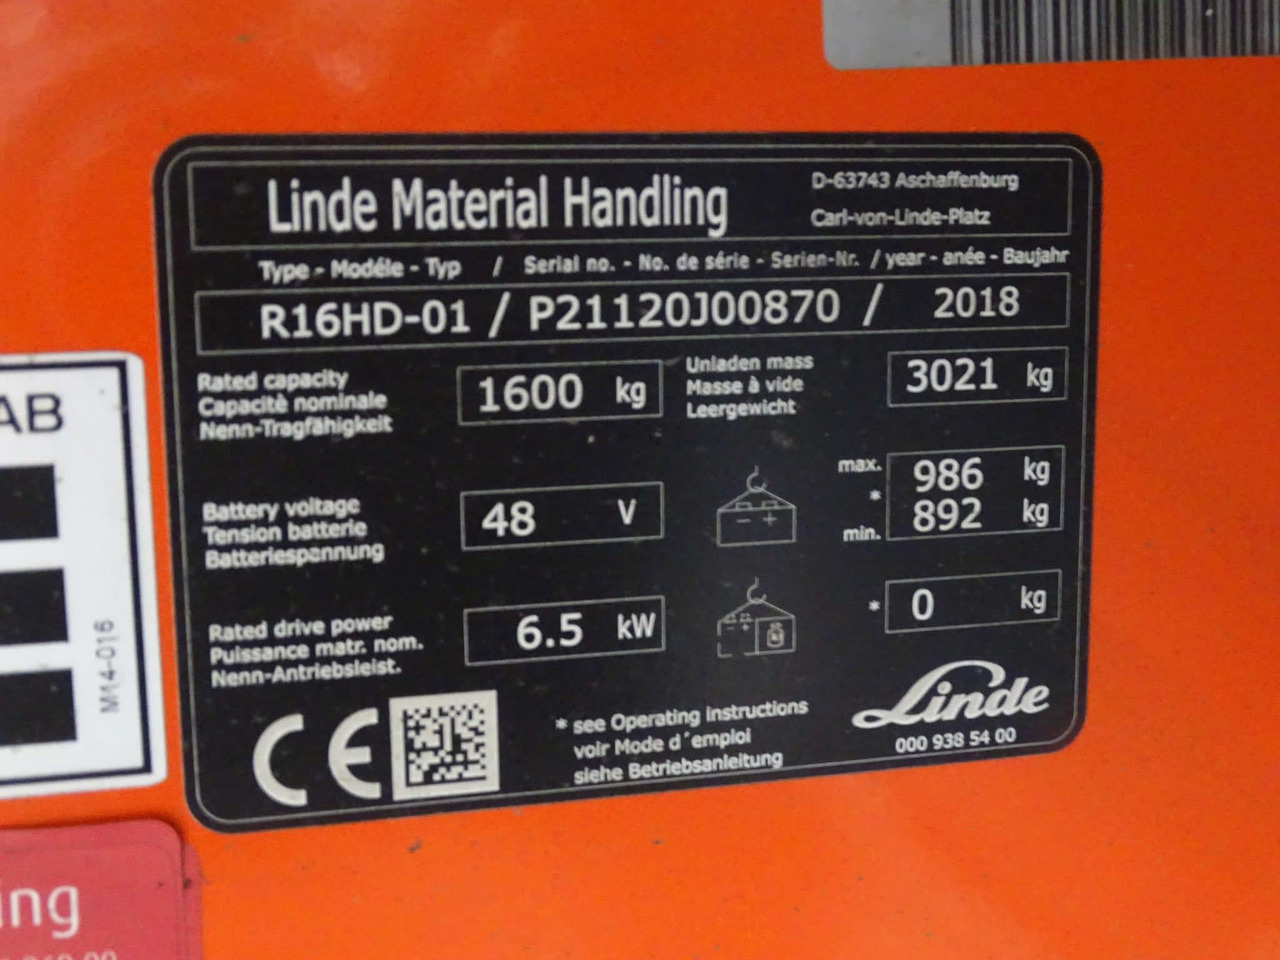 Linde Material Handling
D-63743 Aschaffenburg
Carl-von-Linde-Platz
Type - Modéle - Typ / Serial no. - No. de série - Serien-Nr. / year - anée - Baujahr
R16HD-01 / P21120J00870 / 2018
Rated capacity
Capacitè nominale
Nenn-Tragfähigkeit
1600 kg
Unladen mass
Masse à vide
Leergewicht
3021 kg
Battery voltage
Tension batterie
Batteriespannung
48 V
max. 986 kg
*
min. 892 kg
Rated drive power
Puissance matr. nom.
Nenn-Antriebsleist.
6.5 kW
- +
- +
* 0 kg
CE
* see Operating instructions
voir Mode d´emploi
siehe Betriebsanleitung
Linde
000 938 54 00
AB
M14-016
ing